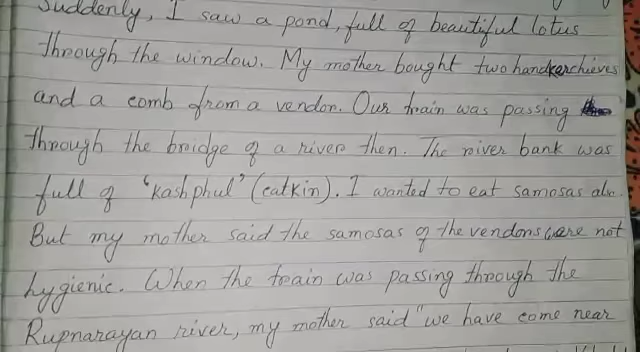 Suddenly, I saw a pond, full of beautiful lotus
through the window. My mother bought two handkerchieves
and a comb from a vendor. Our train was passing
through the bridge of a river then. The river bank was
full of 'kash phul' (catkin). I wanted to eat samosas also.
But my mother said the samosas of the vendors were not
hygienic. When the train was passing through the
Rupnarayan river, my mother said "we have come near